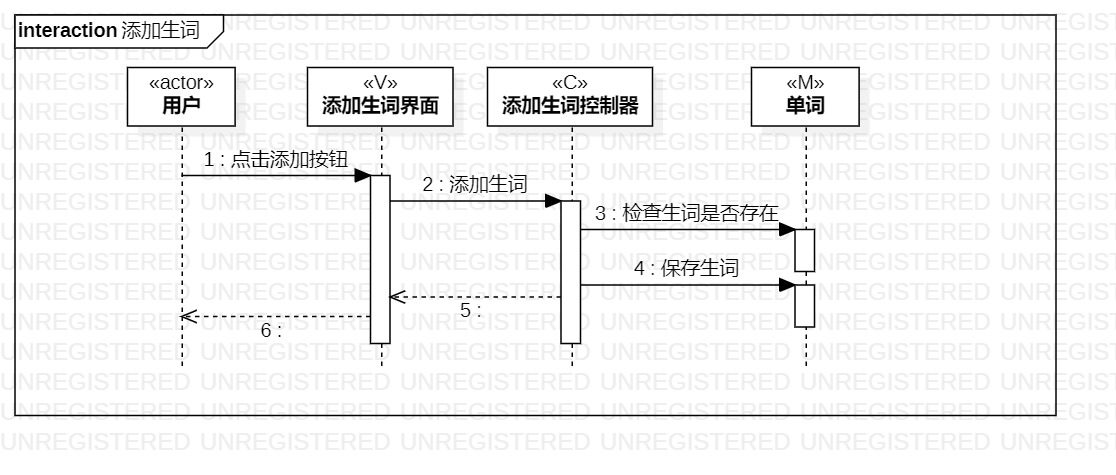 interaction 添加生词
«actor»
用户
«V»
添加生词界面
«C»
添加生词控制器
«M»
单词
1 : 点击添加按钮
2 : 添加生词
3 : 检查生词是否存在
4 : 保存生词
5 :
6 :
UNREGISTERED UNREGISTERED UNREGISTERED UNREGISTERED UNREGISTERED UNREGISTERED